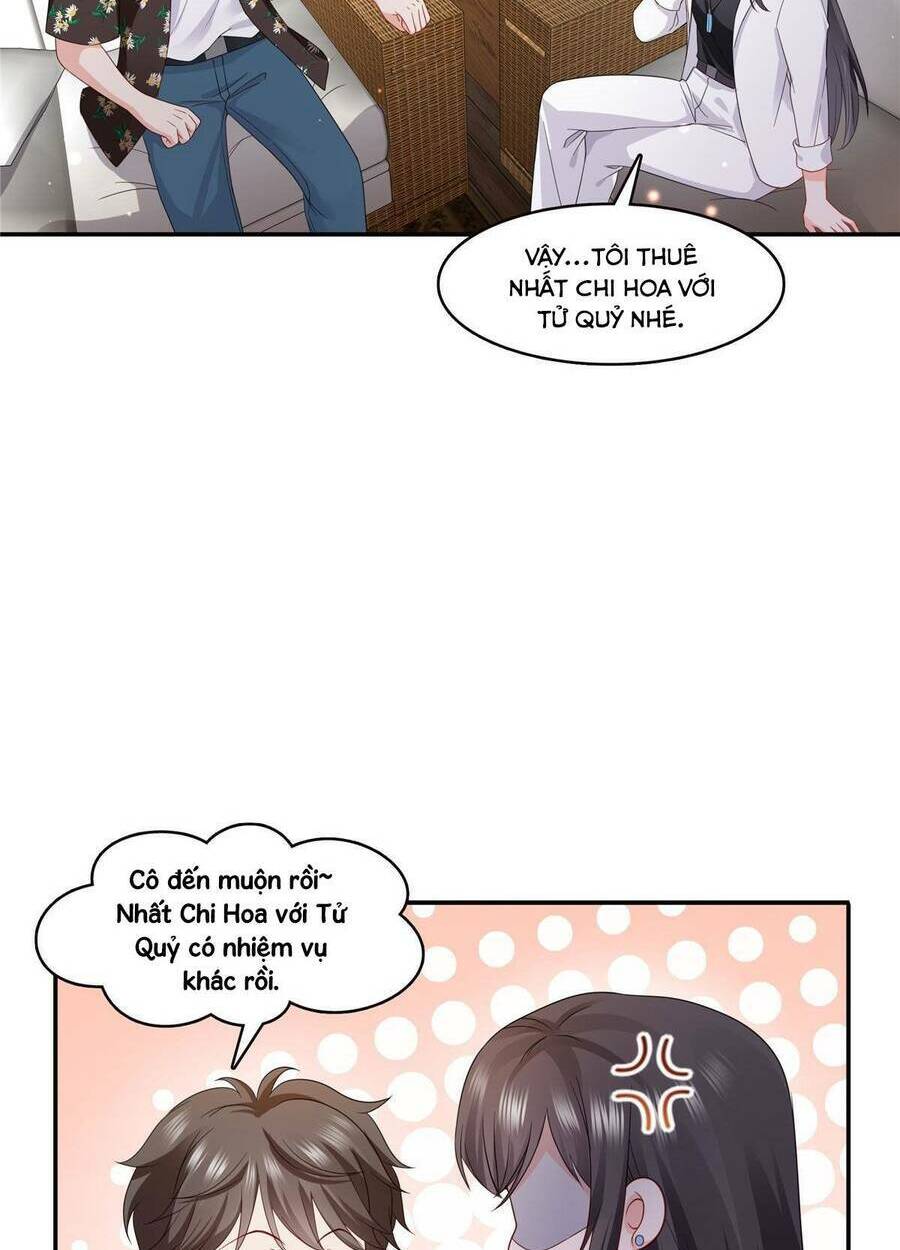 VẬY...TÔI THUÊ
NHẤT CHI HOA VỚI
TỬ QUỶ NHÉ.
Cô đến muộn rồi~
Nhất Chi Hoa với Tử
Quỷ có nhiệm vụ
khác rồi.